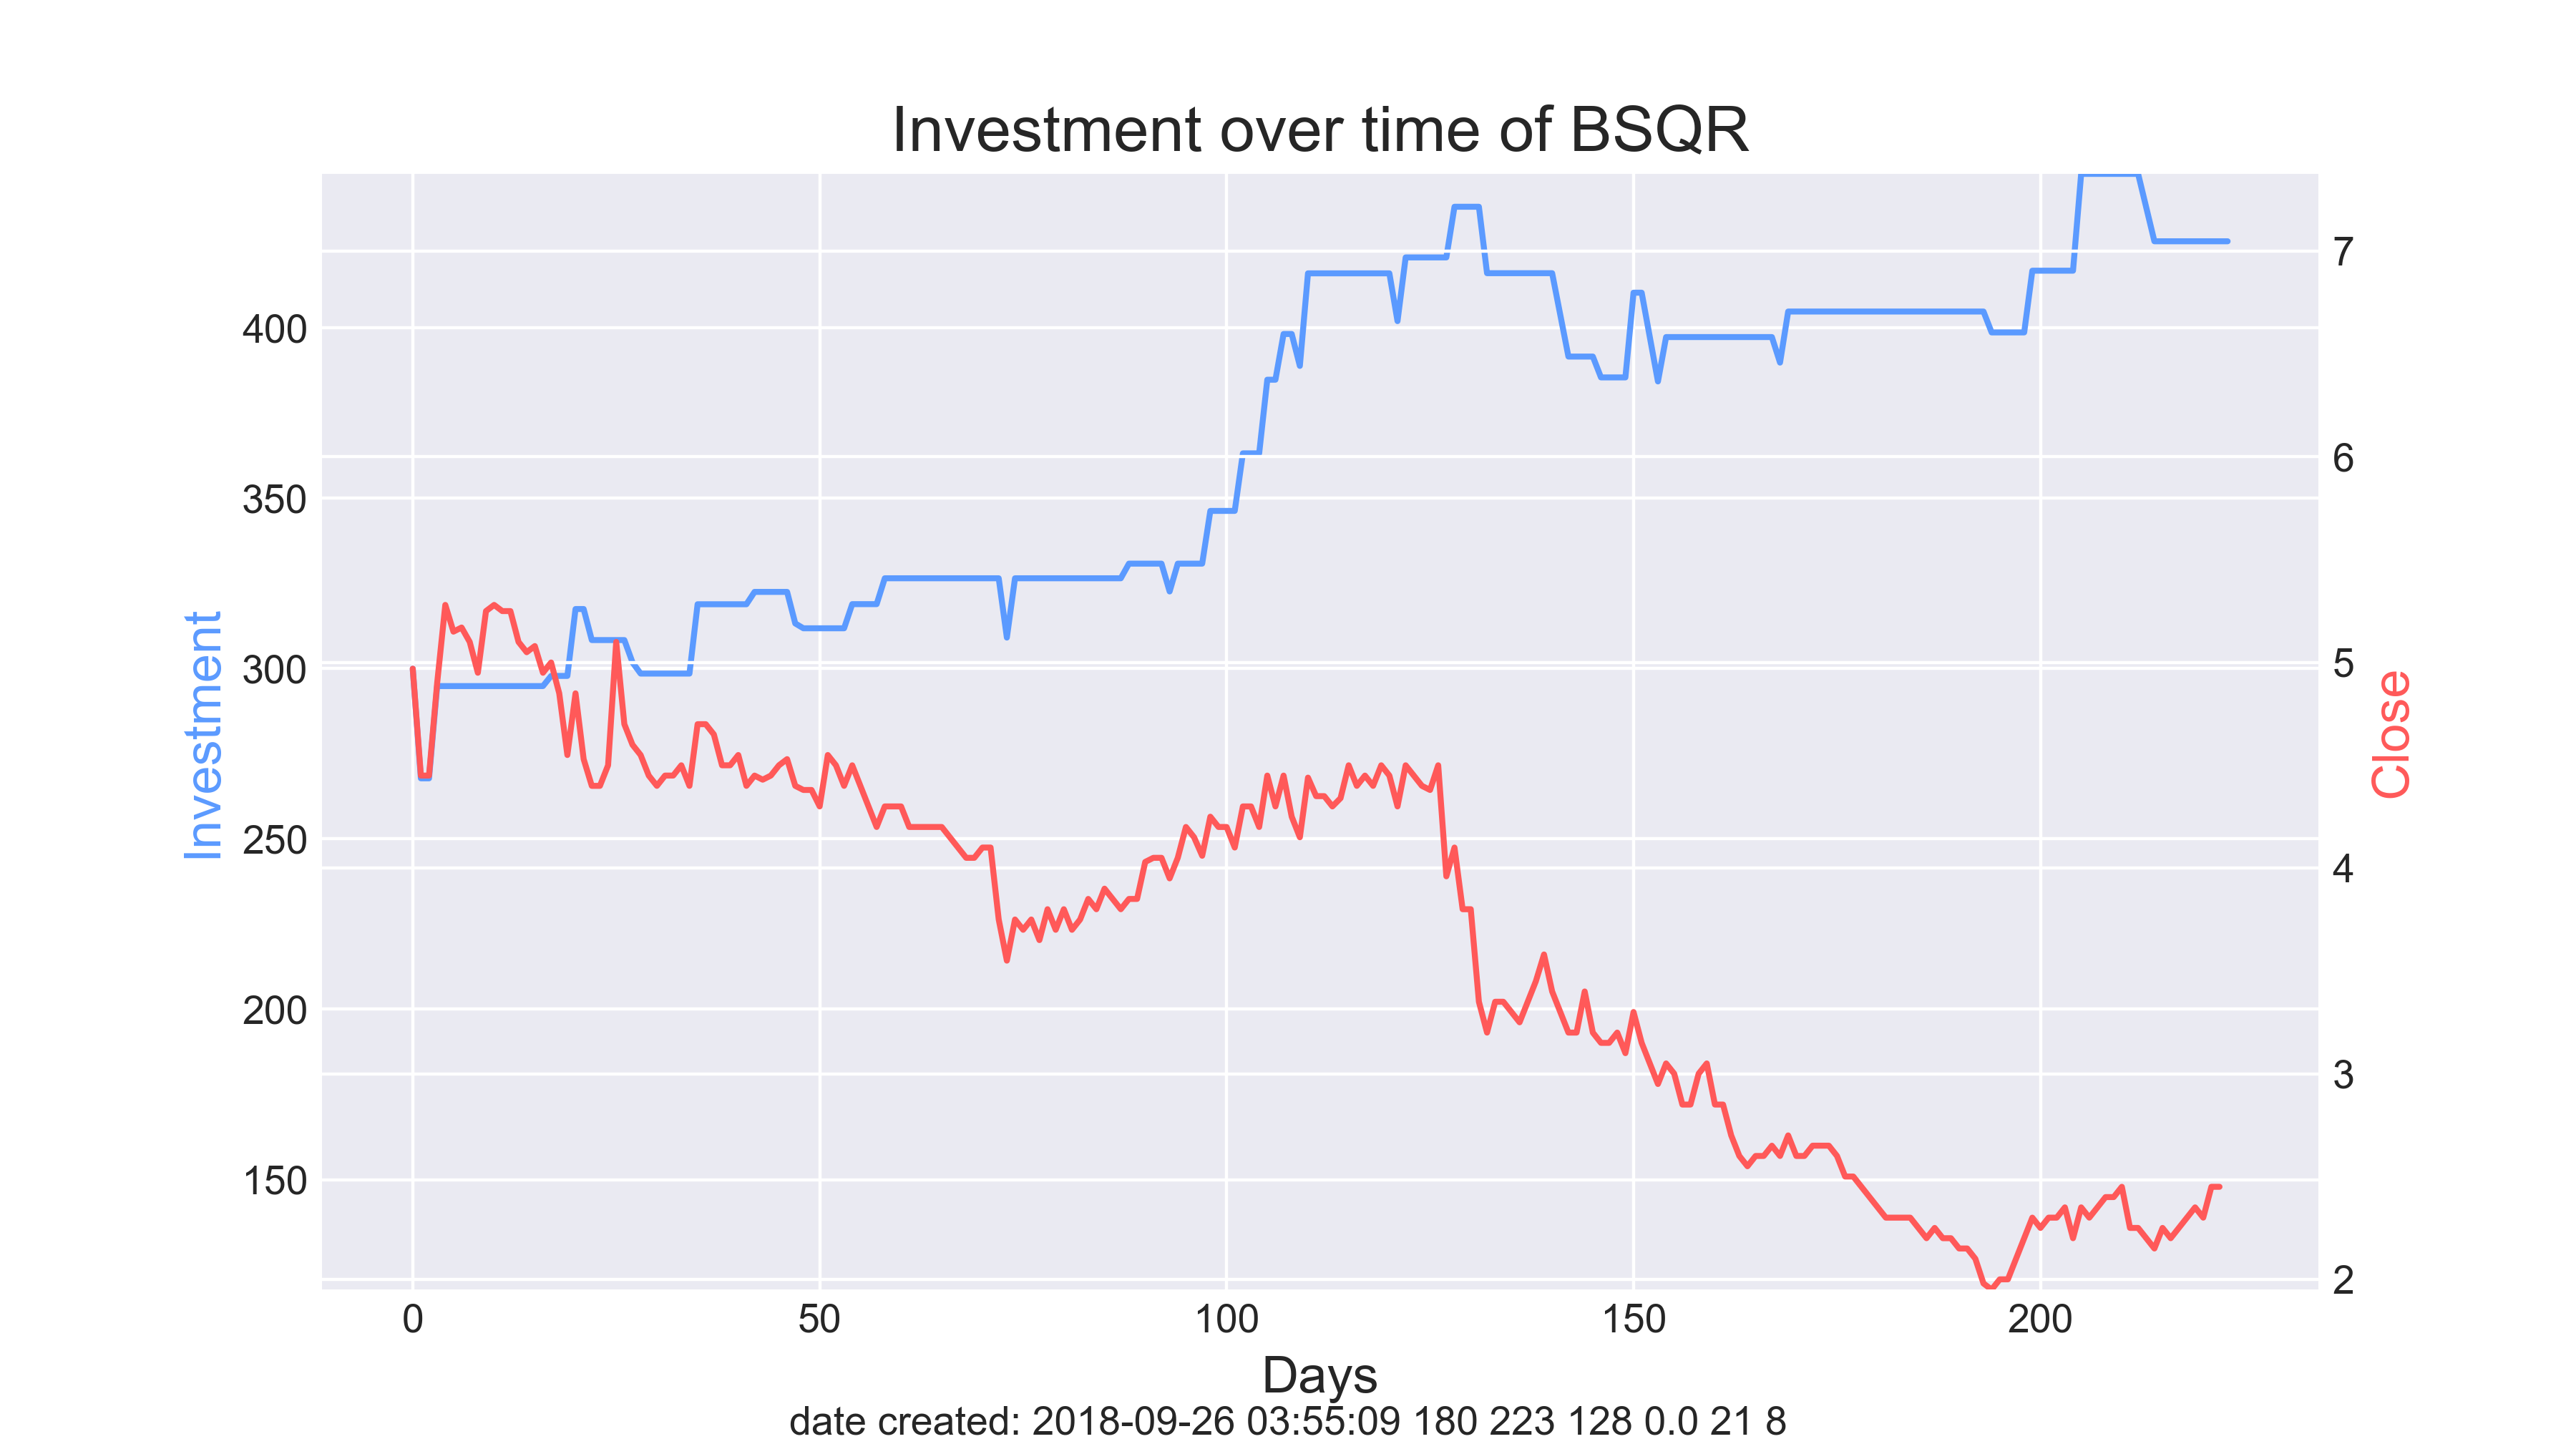 Investment over time of BSQR
Investment
400
350
300
250
200
150
7
6
5
4
3
2
Close
0 50 100 150 200
Days
date created: 2018-09-26 03:55:09 180 223 128 0.0 21 8